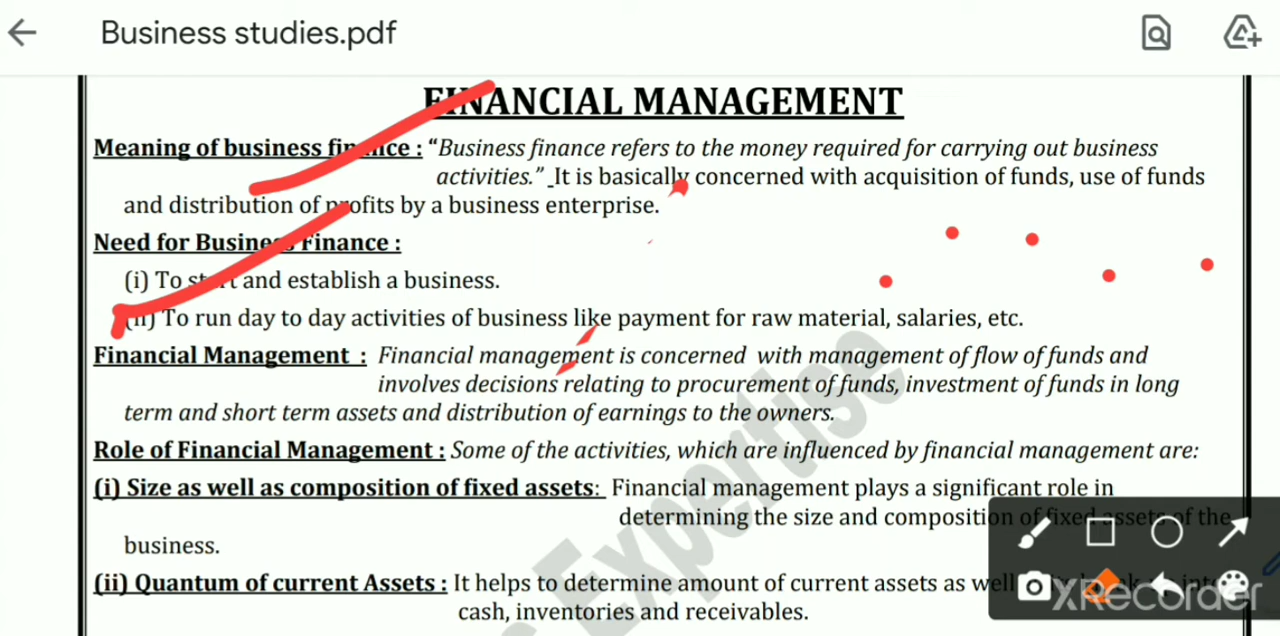 Business studies.pdf
FINANCIAL MANAGEMENT
Meaning of business finance : “Business finance refers to the money required for carrying out business
activities.” It is basically concerned with acquisition of funds, use of funds
and distribution of profits by a business enterprise.
Need for Business Finance :
(i) To start and establish a business.
(ii) To run day to day activities of business like payment for raw material, salaries, etc.
Financial Management : Financial management is concerned with management of flow of funds and
involves decisions relating to procurement of funds, investment of funds in long
term and short term assets and distribution of earnings to the owners.
Role of Financial Management : Some of the activities, which are influenced by financial management are:
(i) Size as well as composition of fixed assets: Financial management plays a significant role in
determining the size and composition of fixed assets of the
business.
(ii) Quantum of current Assets : It helps to determine amount of current assets as well
cash, inventories and receivables.
Expertise
XRecorder